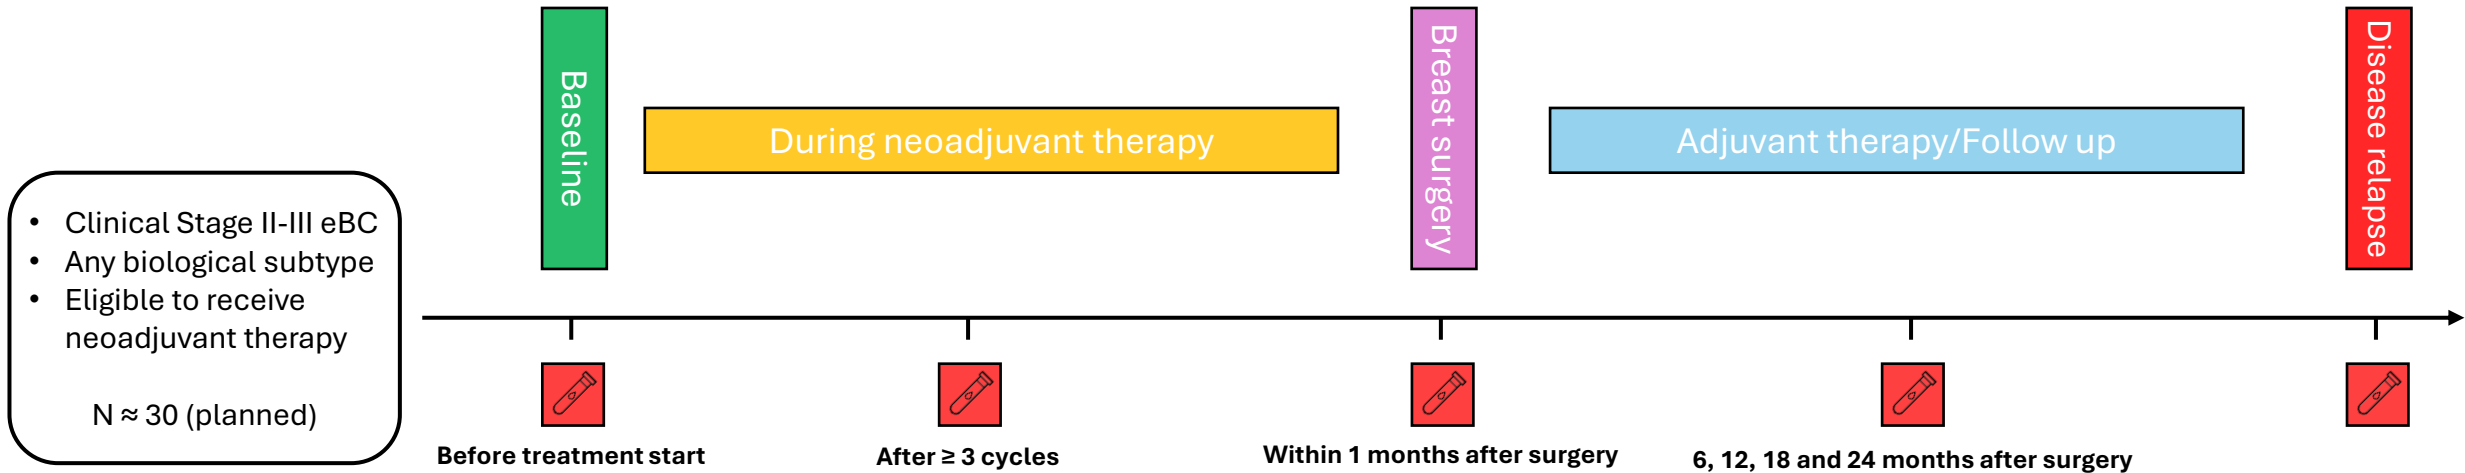 Baseline
During neoadjuvant therapy
Breast surgery
Adjuvant therapy/Follow up
Disease relapse
• Clinical Stage II-III eBC
• Any biological subtype
• Eligible to receive
neoadjuvant therapy
N ≈ 30 (planned)
Before treatment start
After ≥ 3 cycles
Within 1 months after surgery
6, 12, 18 and 24 months after surgery